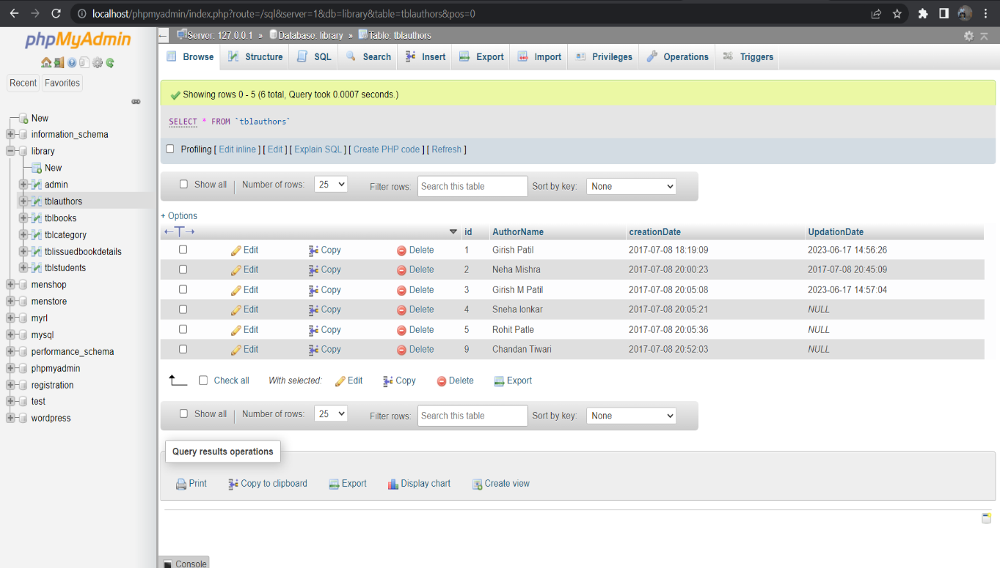 localhost/phpmyadmin/index.php?route=/sql&server=1&db=library&table=tblauthors&pos=0
phpMyAdmin
Recent Favorites
New
information_schema
library
New
admin
tblauthors
tblbooks
tblcategory
tblissuedbookdetails
tblstudents
menshop
menstore
myrl
mysql
performance_schema
phpmyadmin
registration
test
wordpress
Server: 127.0.0.1 » Database: library » Table: tblauthors
Browse Structure SQL Search Insert Export Import Privileges Operations Triggers
Showing rows 0 - 5 (6 total, Query took 0.0007 seconds.)
SELECT * FROM `tblauthors`
Profiling [ Edit inline ] [ Edit ] [ Explain SQL ] [ Create PHP code ] [ Refresh ]
Show all | Number of rows: 25 Filter rows: Search this table Sort by key: None
+ Options
←T→ ▼ id AuthorName creationDate UpdationDate
Edit Copy Delete 1 Girish Patil 2017-07-08 18:19:09 2023-06-17 14:56:26
Edit Copy Delete 2 Neha Mishra 2017-07-08 20:00:23 2017-07-08 20:45:09
Edit Copy Delete 3 Girish M Patil 2017-07-08 20:05:08 2023-06-17 14:57:04
Edit Copy Delete 4 Sneha lonkar 2017-07-08 20:05:21 NULL
Edit Copy Delete 5 Rohit Patle 2017-07-08 20:05:36 NULL
Edit Copy Delete 9 Chandan Tiwari 2017-07-08 20:52:03 NULL
Check all With selected: Edit Copy Delete Export
Show all | Number of rows: 25 Filter rows: Search this table Sort by key: None
Query results operations
Print Copy to clipboard Export Display chart Create view
Console